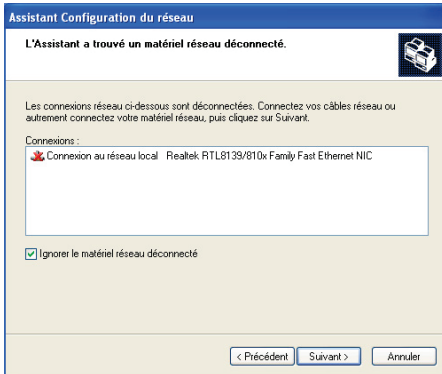 Assistant Configuration du réseau
L'Assistant a trouvé un matériel réseau déconnecté.
Les connexions réseau ci-dessous sont déconnectées. Connectez vos câbles réseau ou
autrement connectez votre matériel réseau, puis cliquez sur Suivant.
Connexions :
Connexion au réseau local Realtek RTL8139/810x Family Fast Ethernet NIC
Ignorer le matériel réseau déconnecté
< Précédent Suivant > Annuler